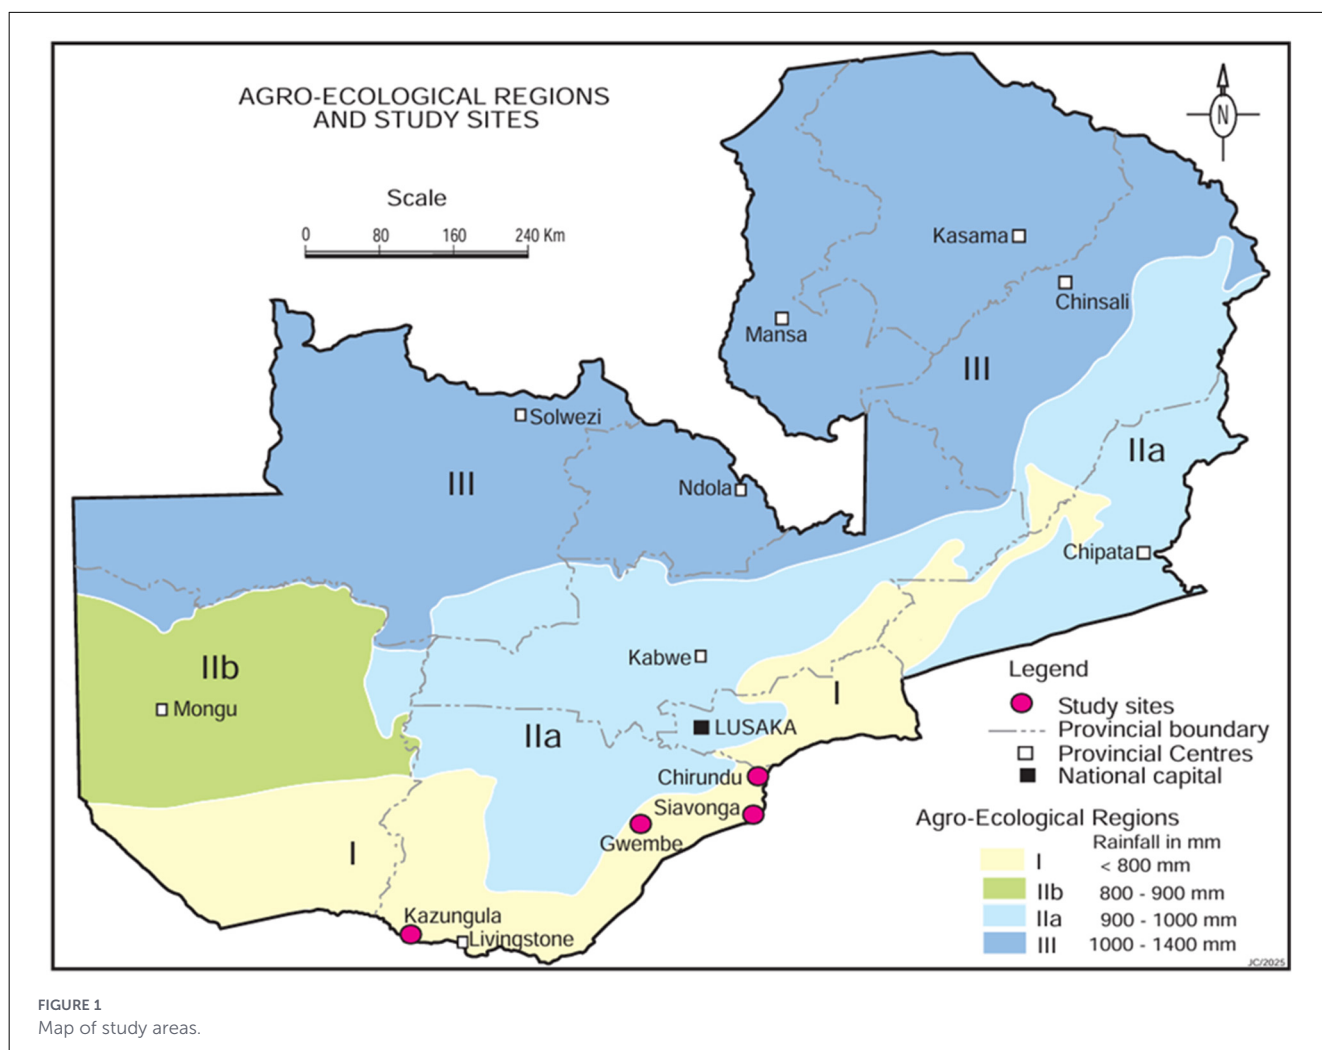 AGRO-ECOLOGICAL REGIONS
AND STUDY SITES
Scale
0 80 160 240 Km
N
Kasama
Chinsali
Mansa
III
Solwezi
III
Ndola
IIa
Chipata
IIb
Mongu
Kabwe
I
LUSAKA
IIa
Chirundu
Siavonga
Gwembe
I
Kazungula
Livingstone
Legend
Study sites
Provincial boundary
Provincial Centres
National capital
Agro-Ecological Regions
Rainfall in mm
I < 800 mm
IIb 800 - 900 mm
IIa 900 - 1000 mm
III 1000 - 1400 mm
JC/2025
FIGURE 1
Map of study areas.